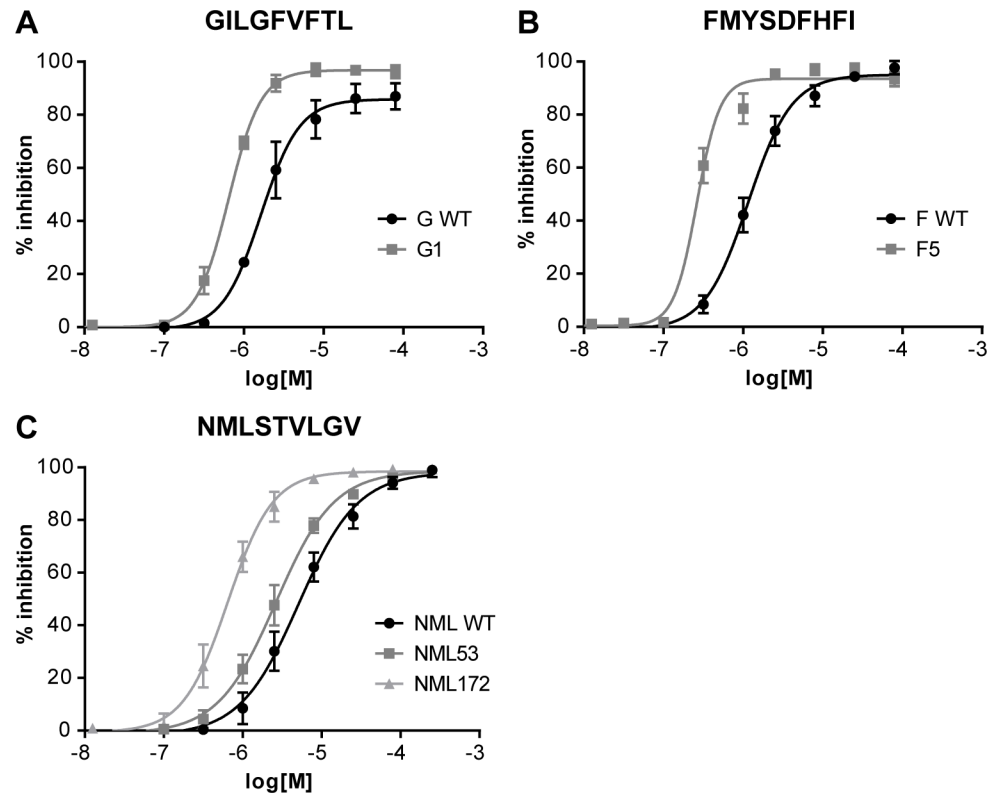 A
GILGFVFTL
% inhibition
100
80
60
40
20
0
-8 -7 -6 -5 -4 -3
log[M]
G WT
G1
B
FMYSDFHFI
% inhibition
100
80
60
40
20
0
-8 -7 -6 -5 -4 -3
log[M]
F WT
F5
C
NMLSTVLGV
% inhibition
100
80
60
40
20
0
-8 -7 -6 -5 -4 -3
log[M]
NML WT
NML53
NML172